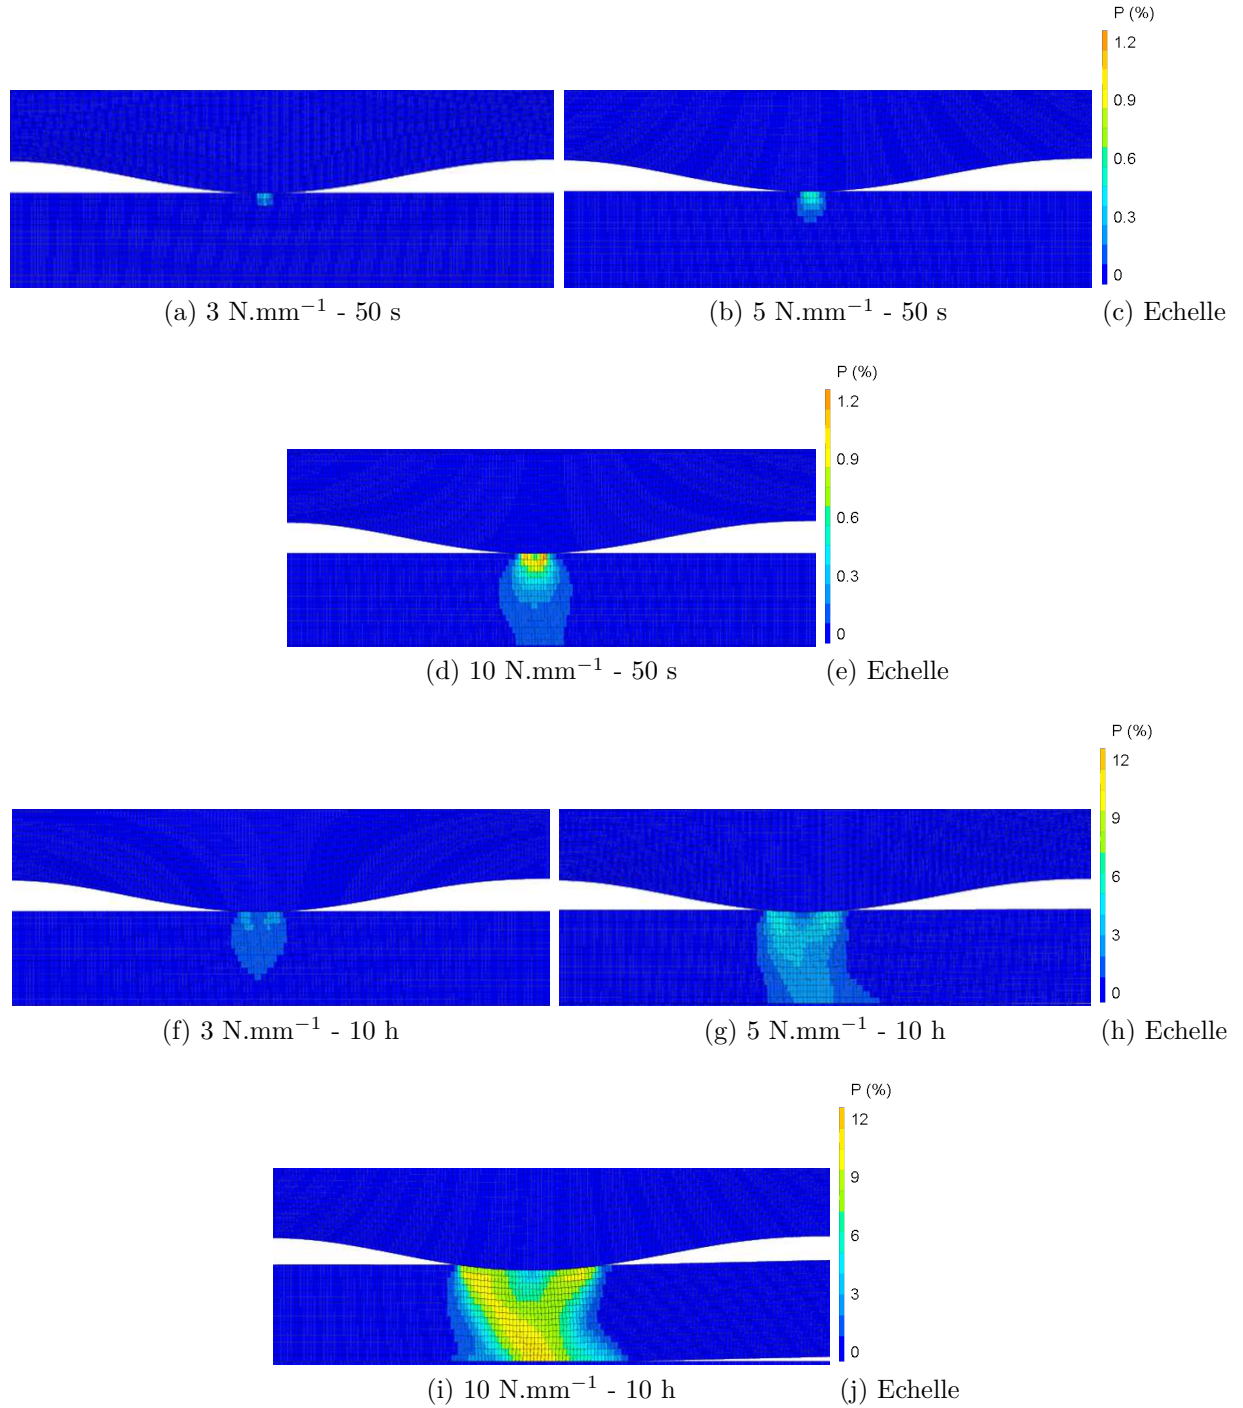 P (%)
1.2
0.9
0.6
0.3
0
(a) 3 N.mm⁻¹ - 50 s
(b) 5 N.mm⁻¹ - 50 s
(c) Echelle
P (%)
1.2
0.9
0.6
0.3
0
(d) 10 N.mm⁻¹ - 50 s
(e) Echelle
P (%)
12
9
6
3
0
(f) 3 N.mm⁻¹ - 10 h
(g) 5 N.mm⁻¹ - 10 h
(h) Echelle
P (%)
12
9
6
3
0
(i) 10 N.mm⁻¹ - 10 h
(j) Echelle